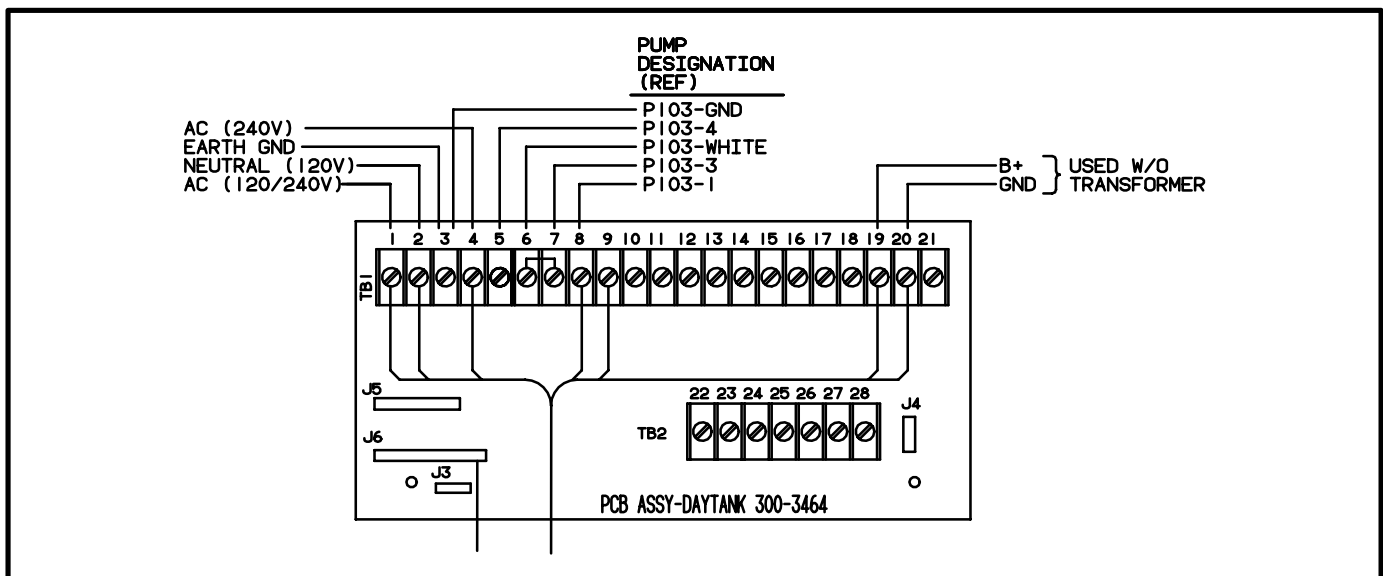 PUMP
DESIGNATION
(REF)
P103-GND
AC (240V) P103-4
EARTH GND P103-WHITE
NEUTRAL (120V) P103-3 B+ USED W/O
AC (120/240V) P103-1 GND TRANSFORMER
1 2 3 4 5 6 7 8 9 10 11 12 13 14 15 16 17 18 19 20 21
TB1
J5 22 23 24 25 26 27 28 J4
J6 TB2
J3
PCB ASSY-DAYTANK 300-3464